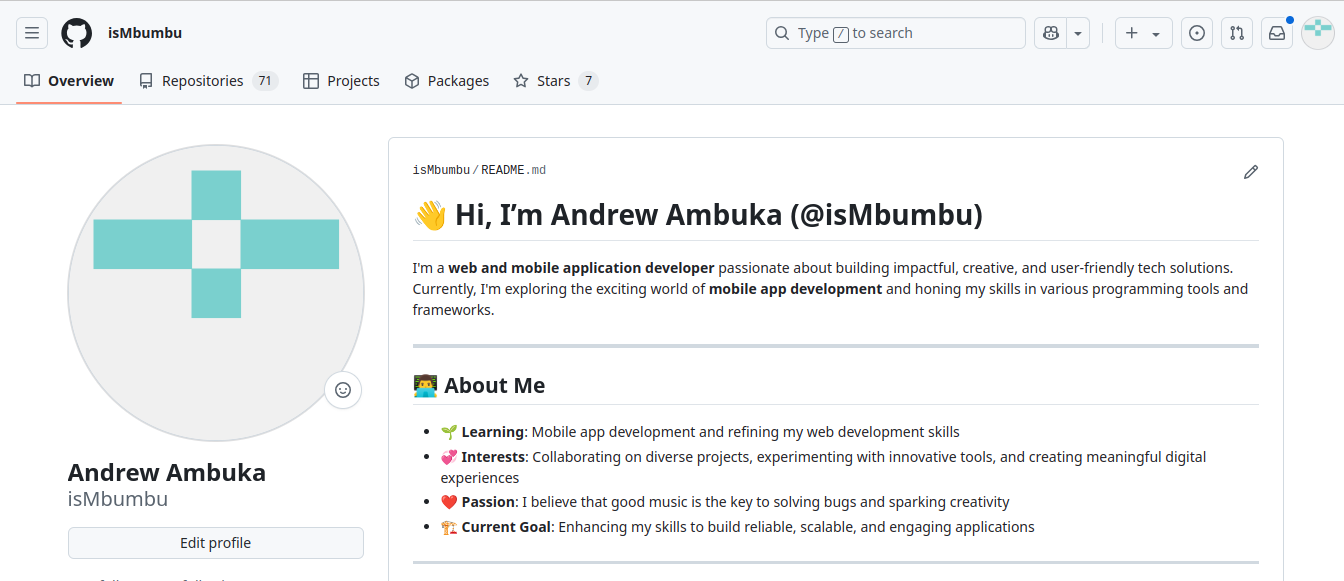 isMbumbu
Type / to search
Overview
Repositories 71
Projects
Packages
Stars 7
isMbumbu/README.md
👋 Hi, I’m Andrew Ambuka (@isMbumbu)
I'm a web and mobile application developer passionate about building impactful, creative, and user-friendly tech solutions.
Currently, I'm exploring the exciting world of mobile app development and honing my skills in various programming tools and
frameworks.
👨‍💻 About Me
🌱 Learning: Mobile app development and refining my web development skills
💞️ Interests: Collaborating on diverse projects, experimenting with innovative tools, and creating meaningful digital
experiences
❤️ Passion: I believe that good music is the key to solving bugs and sparking creativity
🏗️ Current Goal: Enhancing my skills to build reliable, scalable, and engaging applications
Andrew Ambuka
isMbumbu
Edit profile